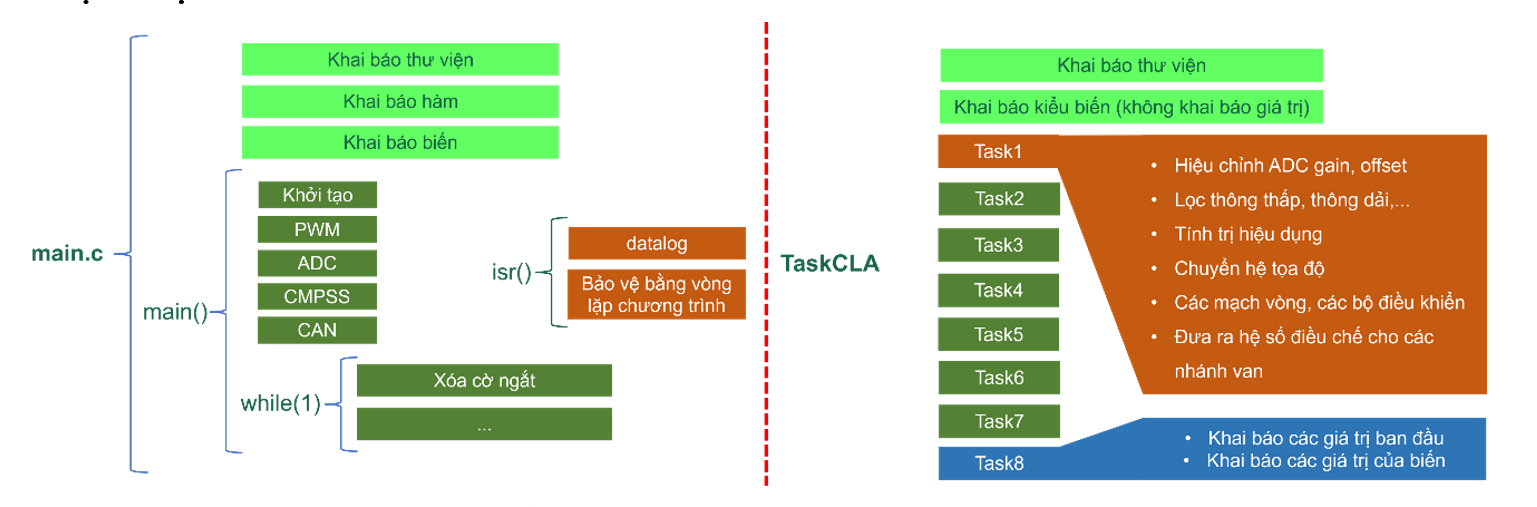 main.c
Khai báo thư viện
Khai báo hàm
Khai báo biến
main()
Khởi tạo
PWM
ADC
CMPSS
CAN
while(1)
Xóa cờ ngắt
...
isr()
datalog
Bảo vệ bằng vòng
lặp chương trình
TaskCLA
Khai báo thư viện
Khai báo kiểu biến (không khai báo giá trị)
Task1
• Hiệu chỉnh ADC gain, offset
• Lọc thông thấp, thông dải,...
• Tính trị hiệu dụng
• Chuyển hệ tọa độ
• Các mạch vòng, các bộ điều khiển
• Đưa ra hệ số điều chế cho các
nhánh van
Task2
Task3
Task4
Task5
Task6
Task7
Task8
• Khai báo các giá trị ban đầu
• Khai báo các giá trị của biến